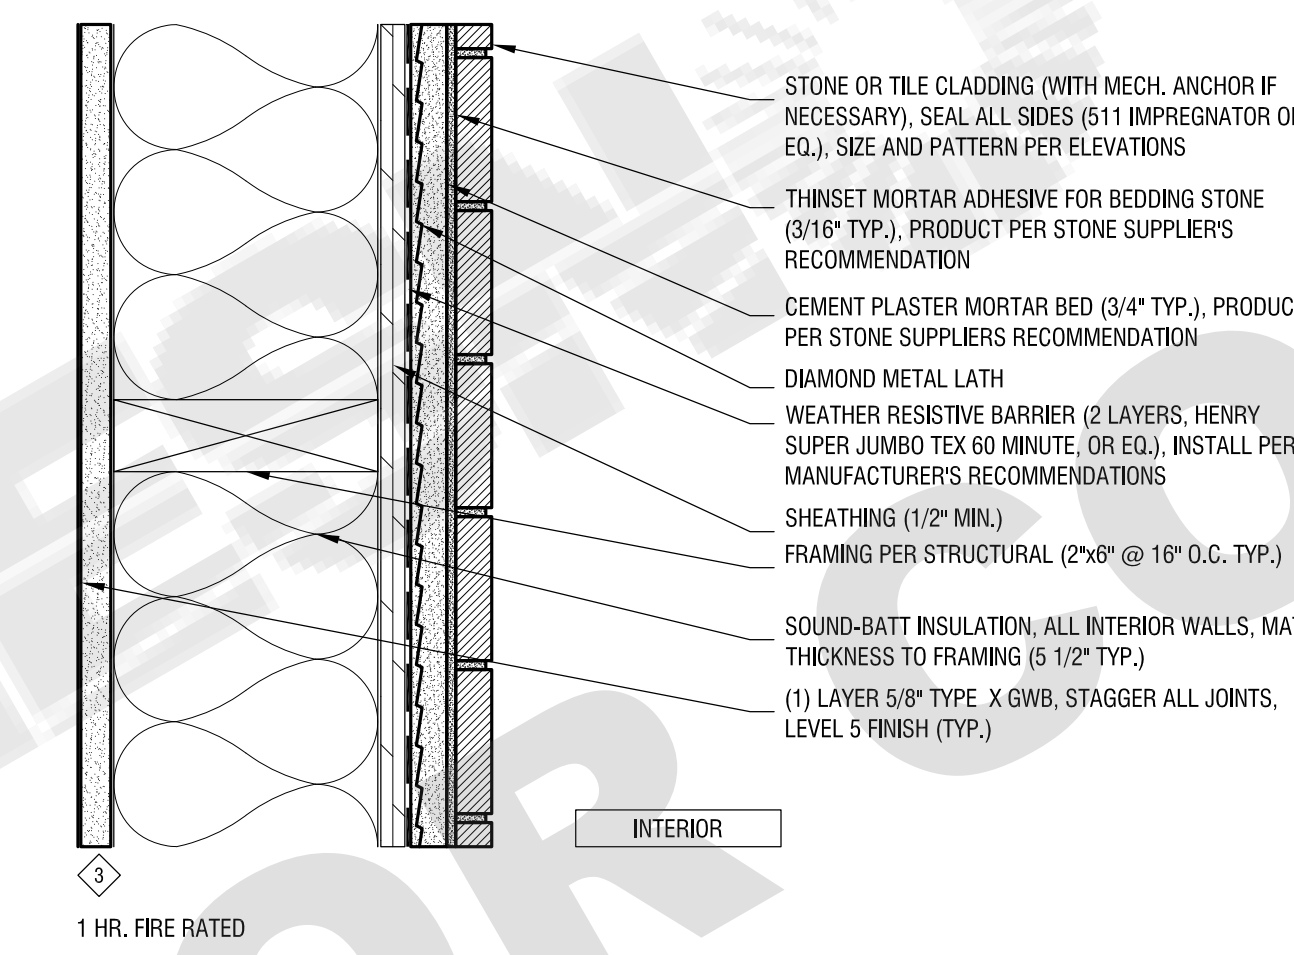 STONE OR TILE CLADDING (WITH MECH. ANCHOR IF
NECESSARY), SEAL ALL SIDES (511 IMPREGNATOR
EQ.), SIZE AND PATTERN PER ELEVATIONS
THINSET MORTAR ADHESIVE FOR BEDDING STONE
(3/16" TYP.), PRODUCT PER STONE SUPPLIER'S
RECOMMENDATION
CEMENT PLASTER MORTAR BED (3/4" TYP.), PRODUC
PER STONE SUPPLIERS RECOMMENDATION
DIAMOND METAL LATH
WEATHER RESISTIVE BARRIER (2 LAYERS, HENRY
SUPER JUMBO TEX 60 MINUTE, OR EQ.), INSTALL PER
MANUFACTURER'S RECOMMENDATIONS
SHEATHING (1/2" MIN.)
FRAMING PER STRUCTURAL (2"x6" @ 16" O.C. TYP.)
SOUND-BATT INSULATION, ALL INTERIOR WALLS,
THICKNESS TO FRAMING (5 1/2" TYP.)
(1) LAYER 5/8" TYPE X GWB, STAGGER ALL JOINTS,
LEVEL 5 FINISH (TYP.)
INTERIOR
3
1 HR. FIRE RATED
OR CO